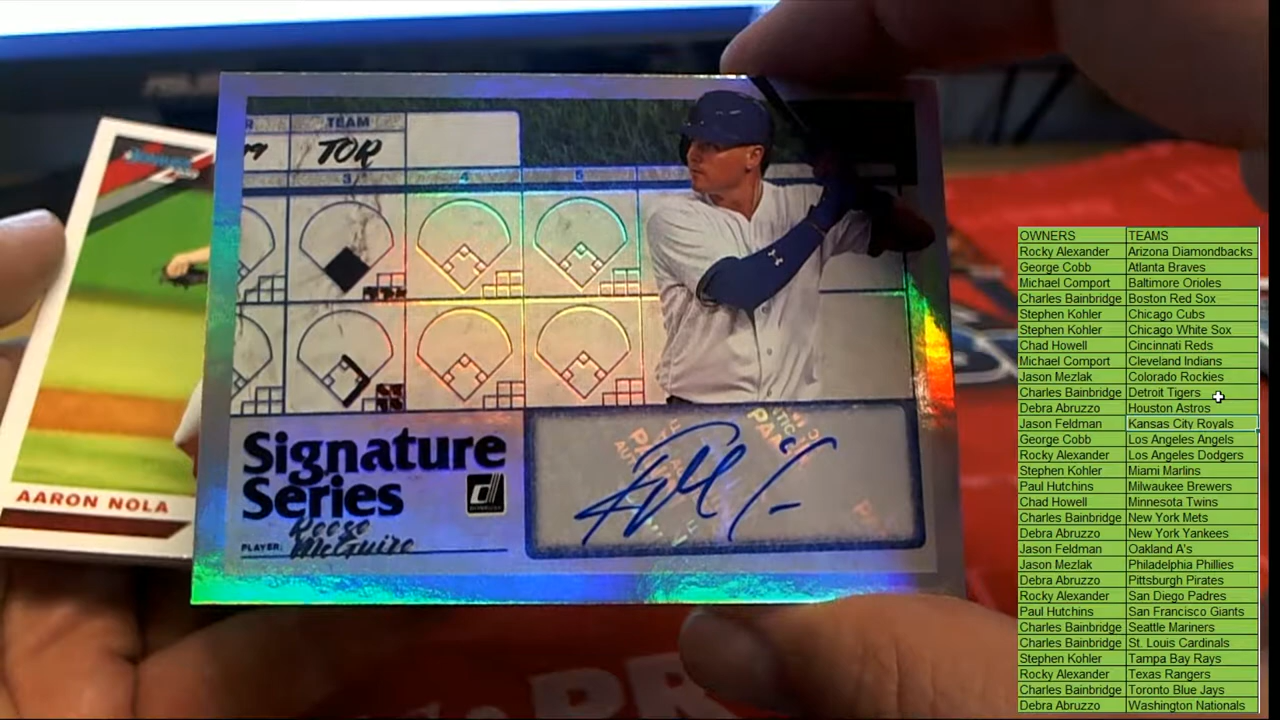 TEAM
TOR
3
4
5
Signature
Series
PLAYER: Reese
McGuire
AARON NOLA
OWNERS TEAMS
Rocky Alexander Arizona Diamondbacks
George Cobb Atlanta Braves
Michael Comport Baltimore Orioles
Charles Bainbridge Boston Red Sox
Stephen Kohler Chicago Cubs
Stephen Kohler Chicago White Sox
Chad Howell Cincinnati Reds
Michael Comport Cleveland Indians
Jason Mezlak Colorado Rockies
Charles Bainbridge Detroit Tigers
Debra Abruzzo Houston Astros
Jason Feldman Kansas City Royals
George Cobb Los Angeles Angels
Rocky Alexander Los Angeles Dodgers
Stephen Kohler Miami Marlins
Paul Hutchins Milwaukee Brewers
Chad Howell Minnesota Twins
Charles Bainbridge New York Mets
Debra Abruzzo New York Yankees
Jason Feldman Oakland A's
Jason Mezlak Philadelphia Phillies
Debra Abruzzo Pittsburgh Pirates
Rocky Alexander San Diego Padres
Paul Hutchins San Francisco Giants
Charles Bainbridge Seattle Mariners
Charles Bainbridge St. Louis Cardinals
Stephen Kohler Tampa Bay Rays
Rocky Alexander Texas Rangers
Charles Bainbridge Toronto Blue Jays
Debra Abruzzo Washington Nationals